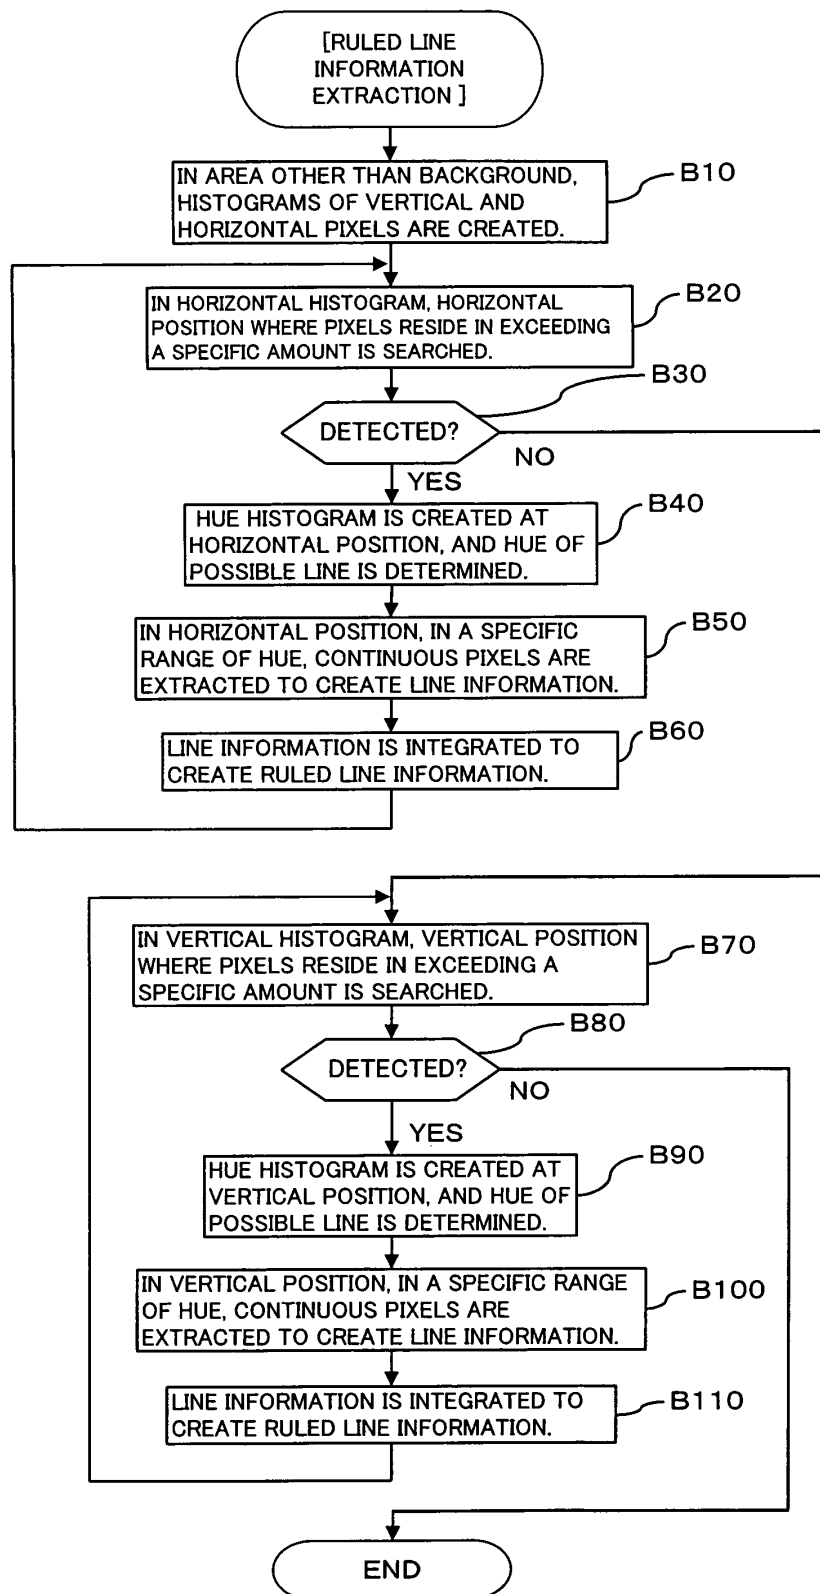 [RULED LINE
INFORMATION
EXTRACTION ]
IN AREA OTHER THAN BACKGROUND,
HISTOGRAMS OF VERTICAL AND
HORIZONTAL PIXELS ARE CREATED.
B10
IN HORIZONTAL HISTOGRAM, HORIZONTAL
POSITION WHERE PIXELS RESIDE IN EXCEEDING
A SPECIFIC AMOUNT IS SEARCHED.
B20
DETECTED?
B30
NO
YES
HUE HISTOGRAM IS CREATED AT
HORIZONTAL POSITION, AND HUE OF
POSSIBLE LINE IS DETERMINED.
B40
IN HORIZONTAL POSITION, IN A SPECIFIC
RANGE OF HUE, CONTINUOUS PIXELS ARE
EXTRACTED TO CREATE LINE INFORMATION.
B50
LINE INFORMATION IS INTEGRATED TO
CREATE RULED LINE INFORMATION.
B60
IN VERTICAL HISTOGRAM, VERTICAL POSITION
WHERE PIXELS RESIDE IN EXCEEDING A
SPECIFIC AMOUNT IS SEARCHED.
B70
DETECTED?
B80
NO
YES
HUE HISTOGRAM IS CREATED AT
VERTICAL POSITION, AND HUE OF
POSSIBLE LINE IS DETERMINED.
B90
IN VERTICAL POSITION, IN A SPECIFIC RANGE
OF HUE, CONTINUOUS PIXELS ARE
EXTRACTED TO CREATE LINE INFORMATION.
B100
LINE INFORMATION IS INTEGRATED TO
CREATE RULED LINE INFORMATION.
B110
END